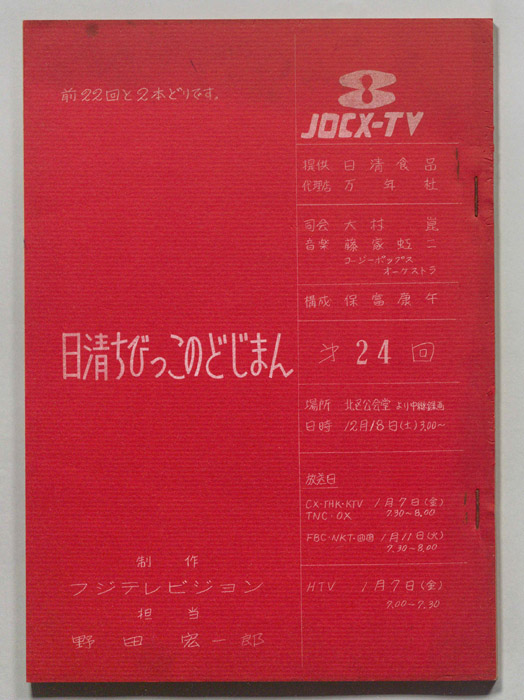 前22回と2本どりです。
日清ちびっこのどじまん
制作
フジテレビジョン
担当
野田宏一郎
JOCX-TV
提供 日清食品
代理店 万年社
司会 大村崑
音楽 藤家虹二
コージーポップス
オーケストラ
構成 保富康午
第24回
場所 北区公会堂より中継録画
日時 12月18日(土)3.00~
放送日
CX・THK・KTV 1月7日(金)
TNC・OX 7.30~8.00
FBC・NKT・四国 1月11日(火)
7.30~8.00
HTV 1月7日(金)
7.00~7.30